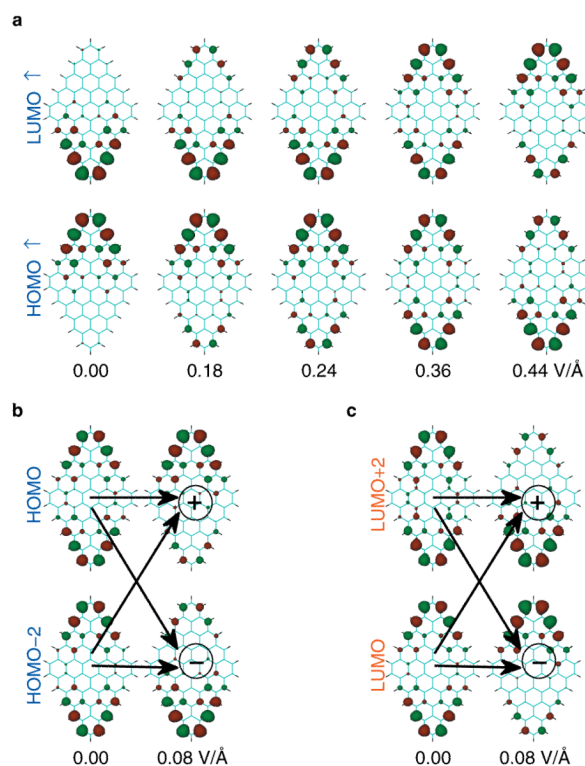 a
LUMO ↑
HOMO ↑
0.00 0.18 0.24 0.36 0.44 V/Å
b
HOMO
+
HOMO−2
−
0.00 0.08 V/Å
c
LUMO+2
+
LUMO
−
0.00 0.08 V/Å